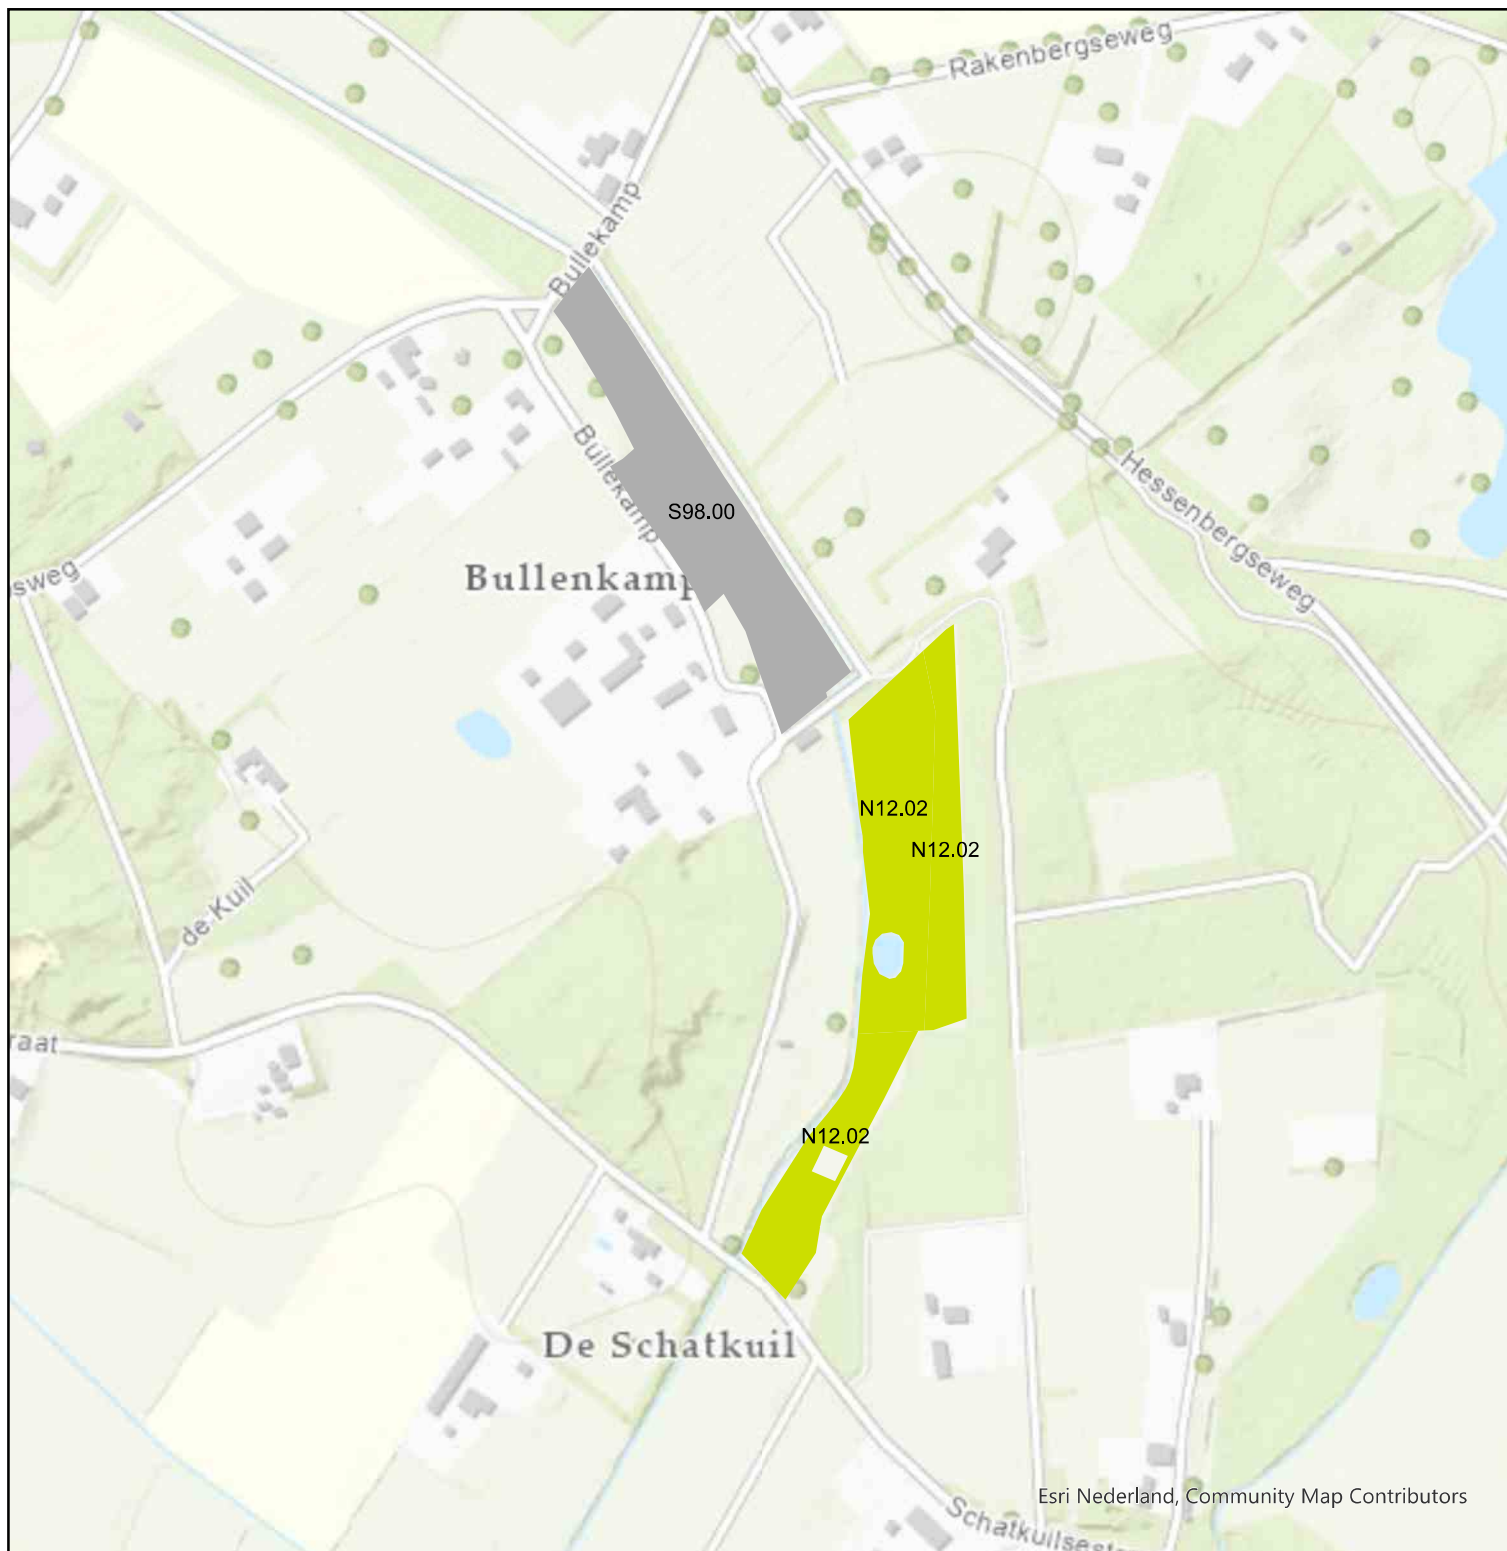 Rakenbergseweg
Bullekamp
Bullekamp
S98.00
Hessenbergseweg
Bullenkamp
sweg
N12.02
N12.02
de Kuil
raat
N12.02
De Schatkuil
Esri Nederland, Community Map Contributors
Schatkuilsest